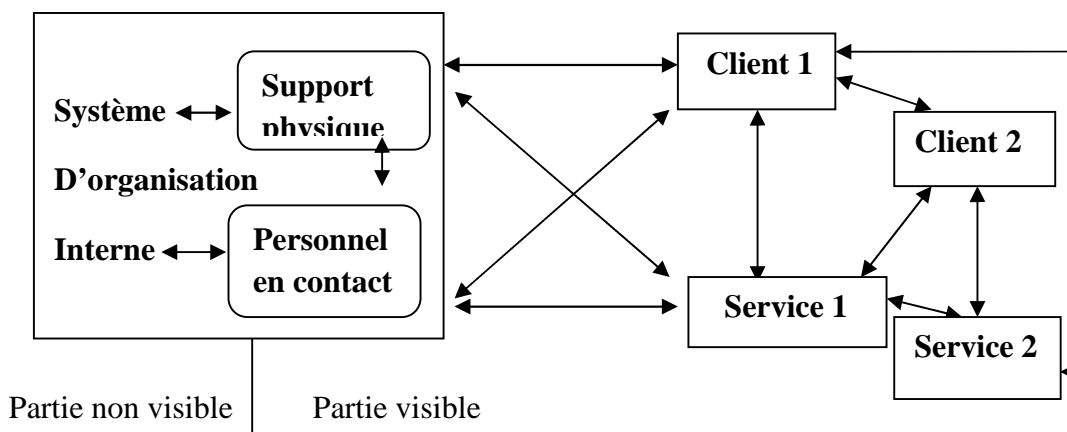 Support
physique
Système
D'organisation
Interne
Personnel
en contact
Client 1
Client 2
Service 1
Service 2
Partie non visible
Partie visible